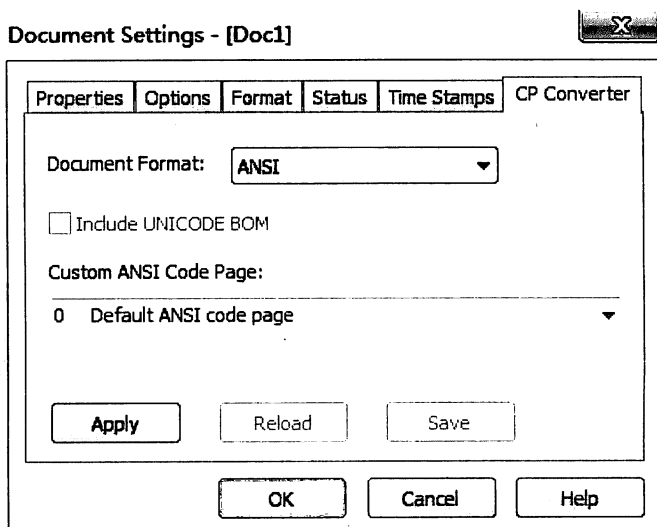 Document Settings - [Doc1]
Properties Options Format Status Time Stamps CP Converter
Document Format: ANSI
Include UNICODE BOM
Custom ANSI Code Page:
0 Default ANSI code page
Apply Reload Save
OK Cancel Help